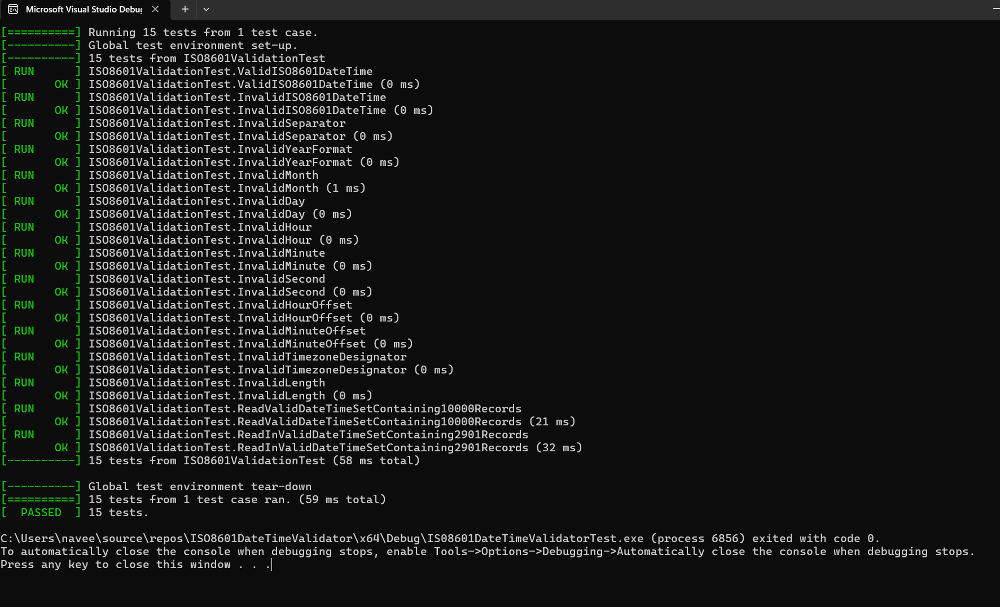 Microsoft Visual Studio Debu
[==========] Running 15 tests from 1 test case.
[----------] Global test environment set-up.
[----------] 15 tests from ISO8601ValidationTest
[ RUN      ] ISO8601ValidationTest.ValidISO8601DateTime
[       OK ] ISO8601ValidationTest.ValidISO8601DateTime (0 ms)
[ RUN      ] ISO8601ValidationTest.InvalidISO8601DateTime
[       OK ] ISO8601ValidationTest.InvalidISO8601DateTime (0 ms)
[ RUN      ] ISO8601ValidationTest.InvalidSeparator
[       OK ] ISO8601ValidationTest.InvalidSeparator (0 ms)
[ RUN      ] ISO8601ValidationTest.InvalidYearFormat
[       OK ] ISO8601ValidationTest.InvalidYearFormat (0 ms)
[ RUN      ] ISO8601ValidationTest.InvalidMonth
[       OK ] ISO8601ValidationTest.InvalidMonth (1 ms)
[ RUN      ] ISO8601ValidationTest.InvalidDay
[       OK ] ISO8601ValidationTest.InvalidDay (0 ms)
[ RUN      ] ISO8601ValidationTest.InvalidHour
[       OK ] ISO8601ValidationTest.InvalidHour (0 ms)
[ RUN      ] ISO8601ValidationTest.InvalidMinute
[       OK ] ISO8601ValidationTest.InvalidMinute (0 ms)
[ RUN      ] ISO8601ValidationTest.InvalidSecond
[       OK ] ISO8601ValidationTest.InvalidSecond (0 ms)
[ RUN      ] ISO8601ValidationTest.InvalidHourOffset
[       OK ] ISO8601ValidationTest.InvalidHourOffset (0 ms)
[ RUN      ] ISO8601ValidationTest.InvalidMinuteOffset
[       OK ] ISO8601ValidationTest.InvalidMinuteOffset (0 ms)
[ RUN      ] ISO8601ValidationTest.InvalidTimezoneDesignator
[       OK ] ISO8601ValidationTest.InvalidTimezoneDesignator (0 ms)
[ RUN      ] ISO8601ValidationTest.InvalidLength
[       OK ] ISO8601ValidationTest.InvalidLength (0 ms)
[ RUN      ] ISO8601ValidationTest.ReadValidDateTimeSetContaining10000Records
[       OK ] ISO8601ValidationTest.ReadValidDateTimeSetContaining10000Records (21 ms)
[ RUN      ] ISO8601ValidationTest.ReadInValidDateTimeSetContaining2901Records
[       OK ] ISO8601ValidationTest.ReadInValidDateTimeSetContaining2901Records (32 ms)
[----------] 15 tests from ISO8601ValidationTest (58 ms total)
[----------] Global test environment tear-down
[==========] 15 tests from 1 test case ran. (59 ms total)
[  PASSED  ] 15 tests.
C:\Users\navee\source\repos\ISO8601DateTimeValidator\x64\Debug\IS08601DateTimeValidatorTest.exe (process 6856) exited with code 0.
To automatically close the console when debugging stops, enable Tools->Options->Debugging->Automatically close the console when debugging stops.
Press any key to close this window . . .